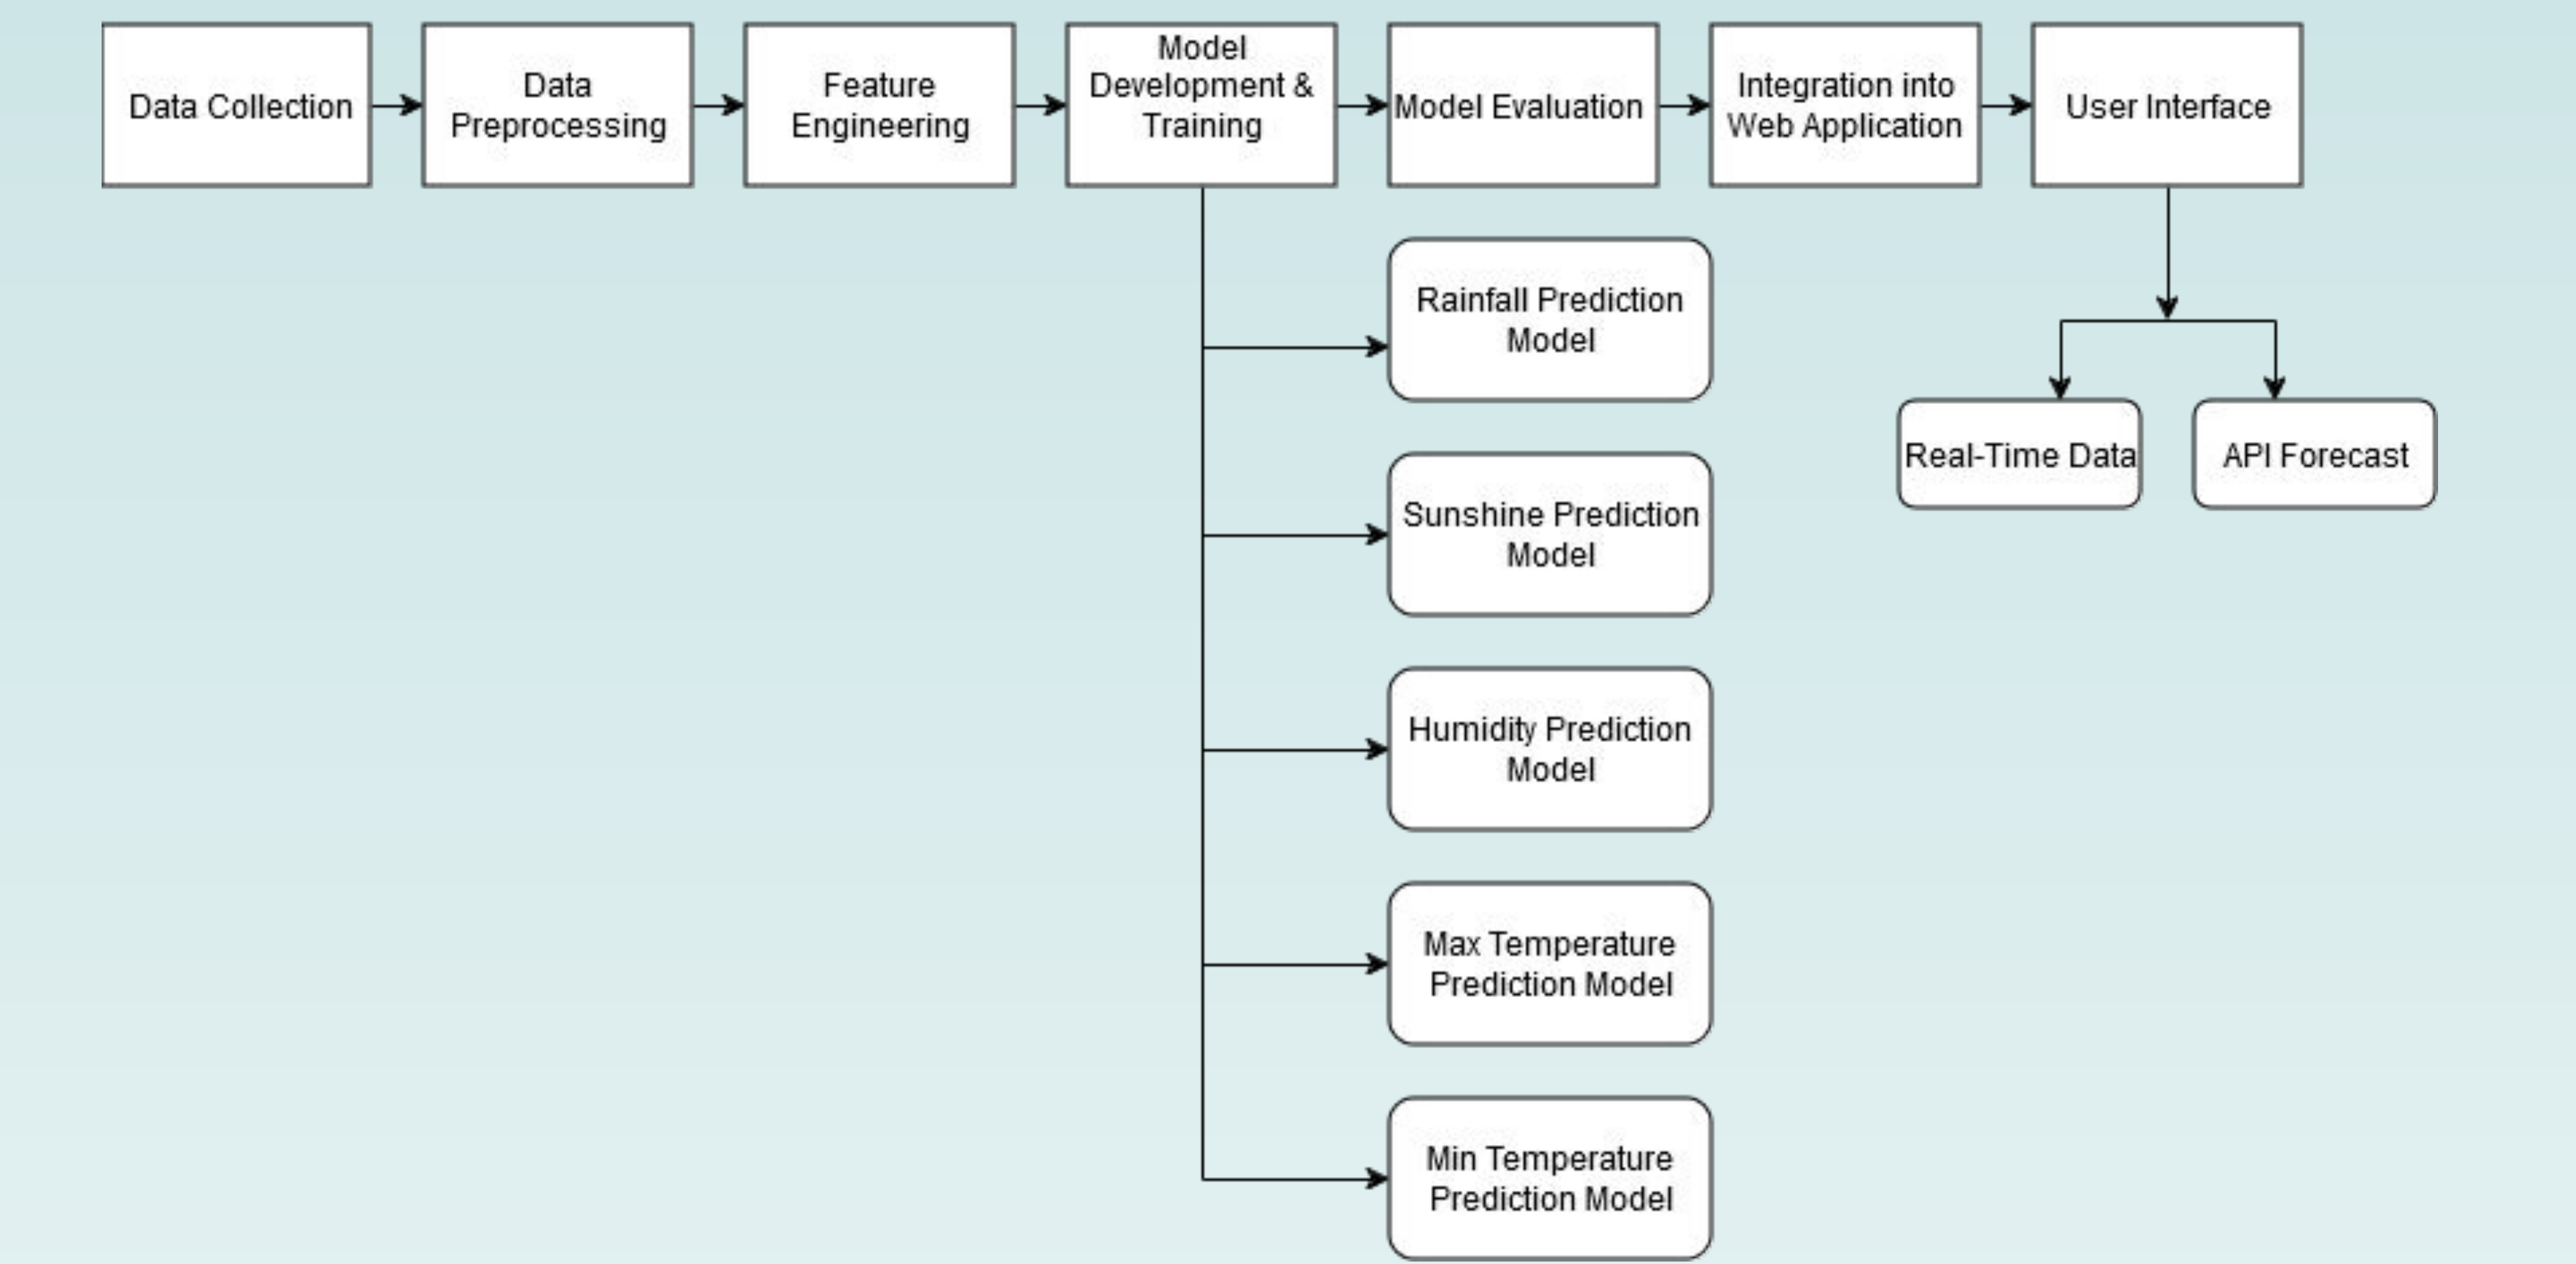 Data Collection
Data
Preprocessing
Feature
Engineering
Model
Development &
Training
Model Evaluation
Integration into
Web Application
User Interface
Rainfall Prediction
Model
Sunshine Prediction
Model
Humidity Prediction
Model
Max Temperature
Prediction Model
Min Temperature
Prediction Model
Real-Time Data
API Forecast